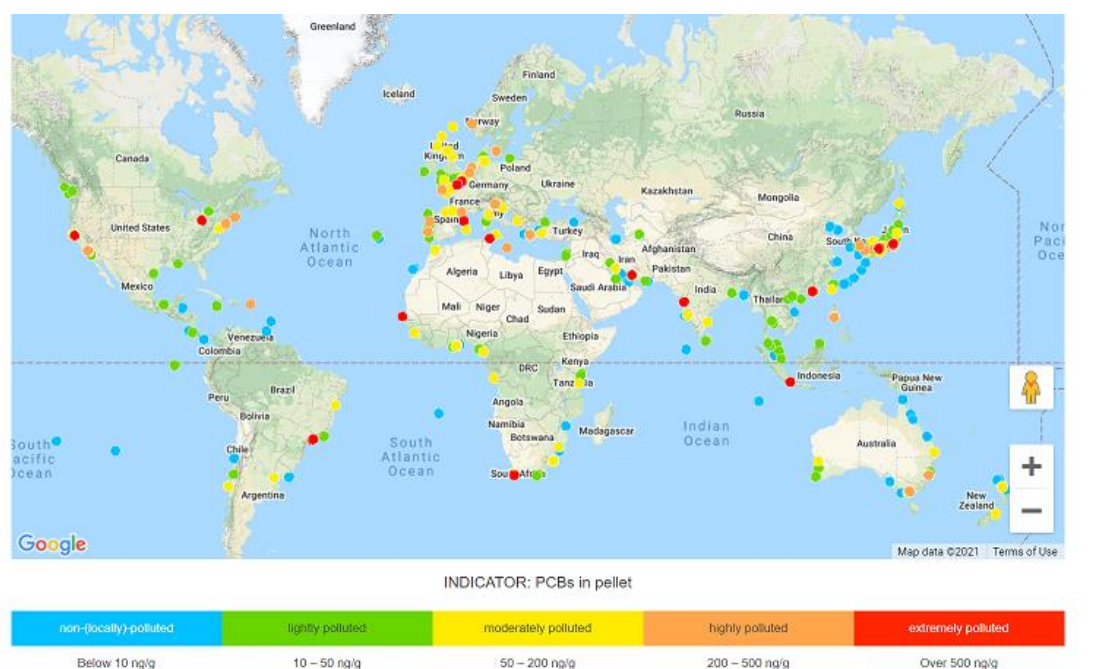 Greenland
Finland
Iceland
Sweden
Russia
Canada
Poland
Germany
Ukraine
Kazakhstan
Mongolia
France
United States
Spain
Turkey
China
North
Atlantic
Ocean
Iraq
Iran
Afghanistan
Pakistan
Algeria
Libya
Egypt
Saudi Arabia
India
Mexico
Mali
Niger
Chad
Sudan
Nigeria
Ethiopia
Venezuela
Colombia
DRC
Kenya
Indonesia
Papua New
Guinea
Peru
Brazil
Angola
Bolivia
Namibia
Botswana
Madagascar
Indian
Ocean
Australia
Chile
South
Atlantic
Ocean
Argentina
New
Zealand
+
−
Google
Map data ©2021
Terms of Use
INDICATOR: PCBs in pellet
non-(locally)-polluted
lightly polluted
moderately polluted
highly polluted
extremely polluted
Below 10 ng/g
10 – 50 ng/g
50 – 200 ng/g
200 – 500 ng/g
Over 500 ng/g